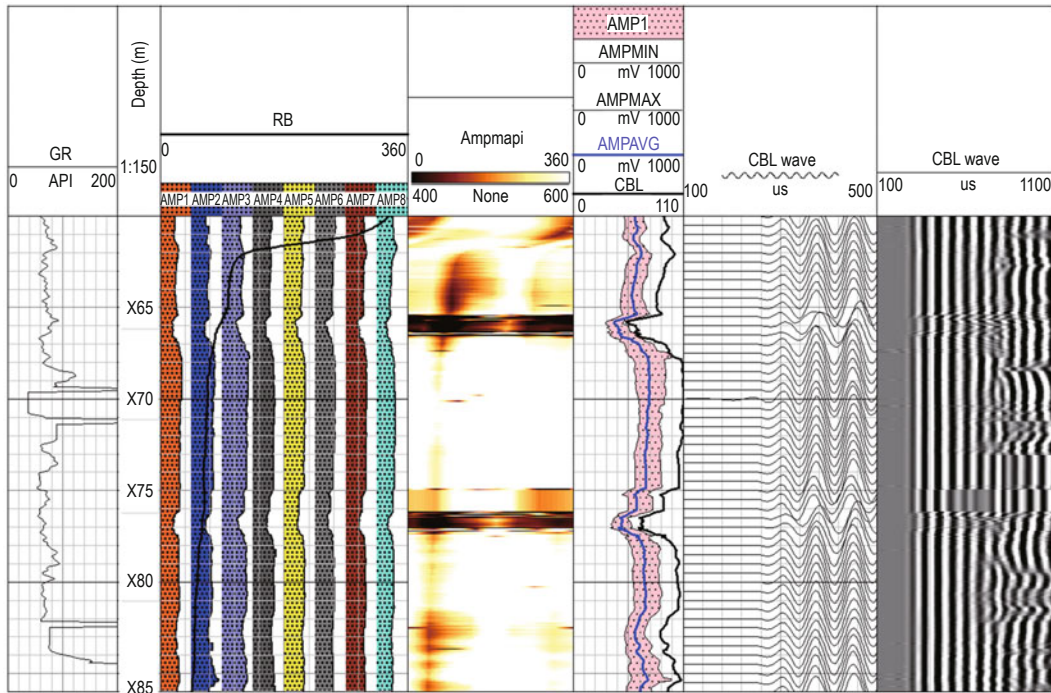 GR
0 API 200
Depth (m)
1:150
RB
0 360
AMP1 AMP2 AMP3 AMP4 AMP5 AMP6 AMP7 AMP8
Ampmapi
0 360
400 None 600
AMP1
AMPMIN
0 mV 1000
AMPMAX
0 mV 1000
AMPAVG
0 mV 1000
CBL
0 110
CBL wave
100 us 500
CBL wave
100 us 1100
X65
X70
X75
X80
X85